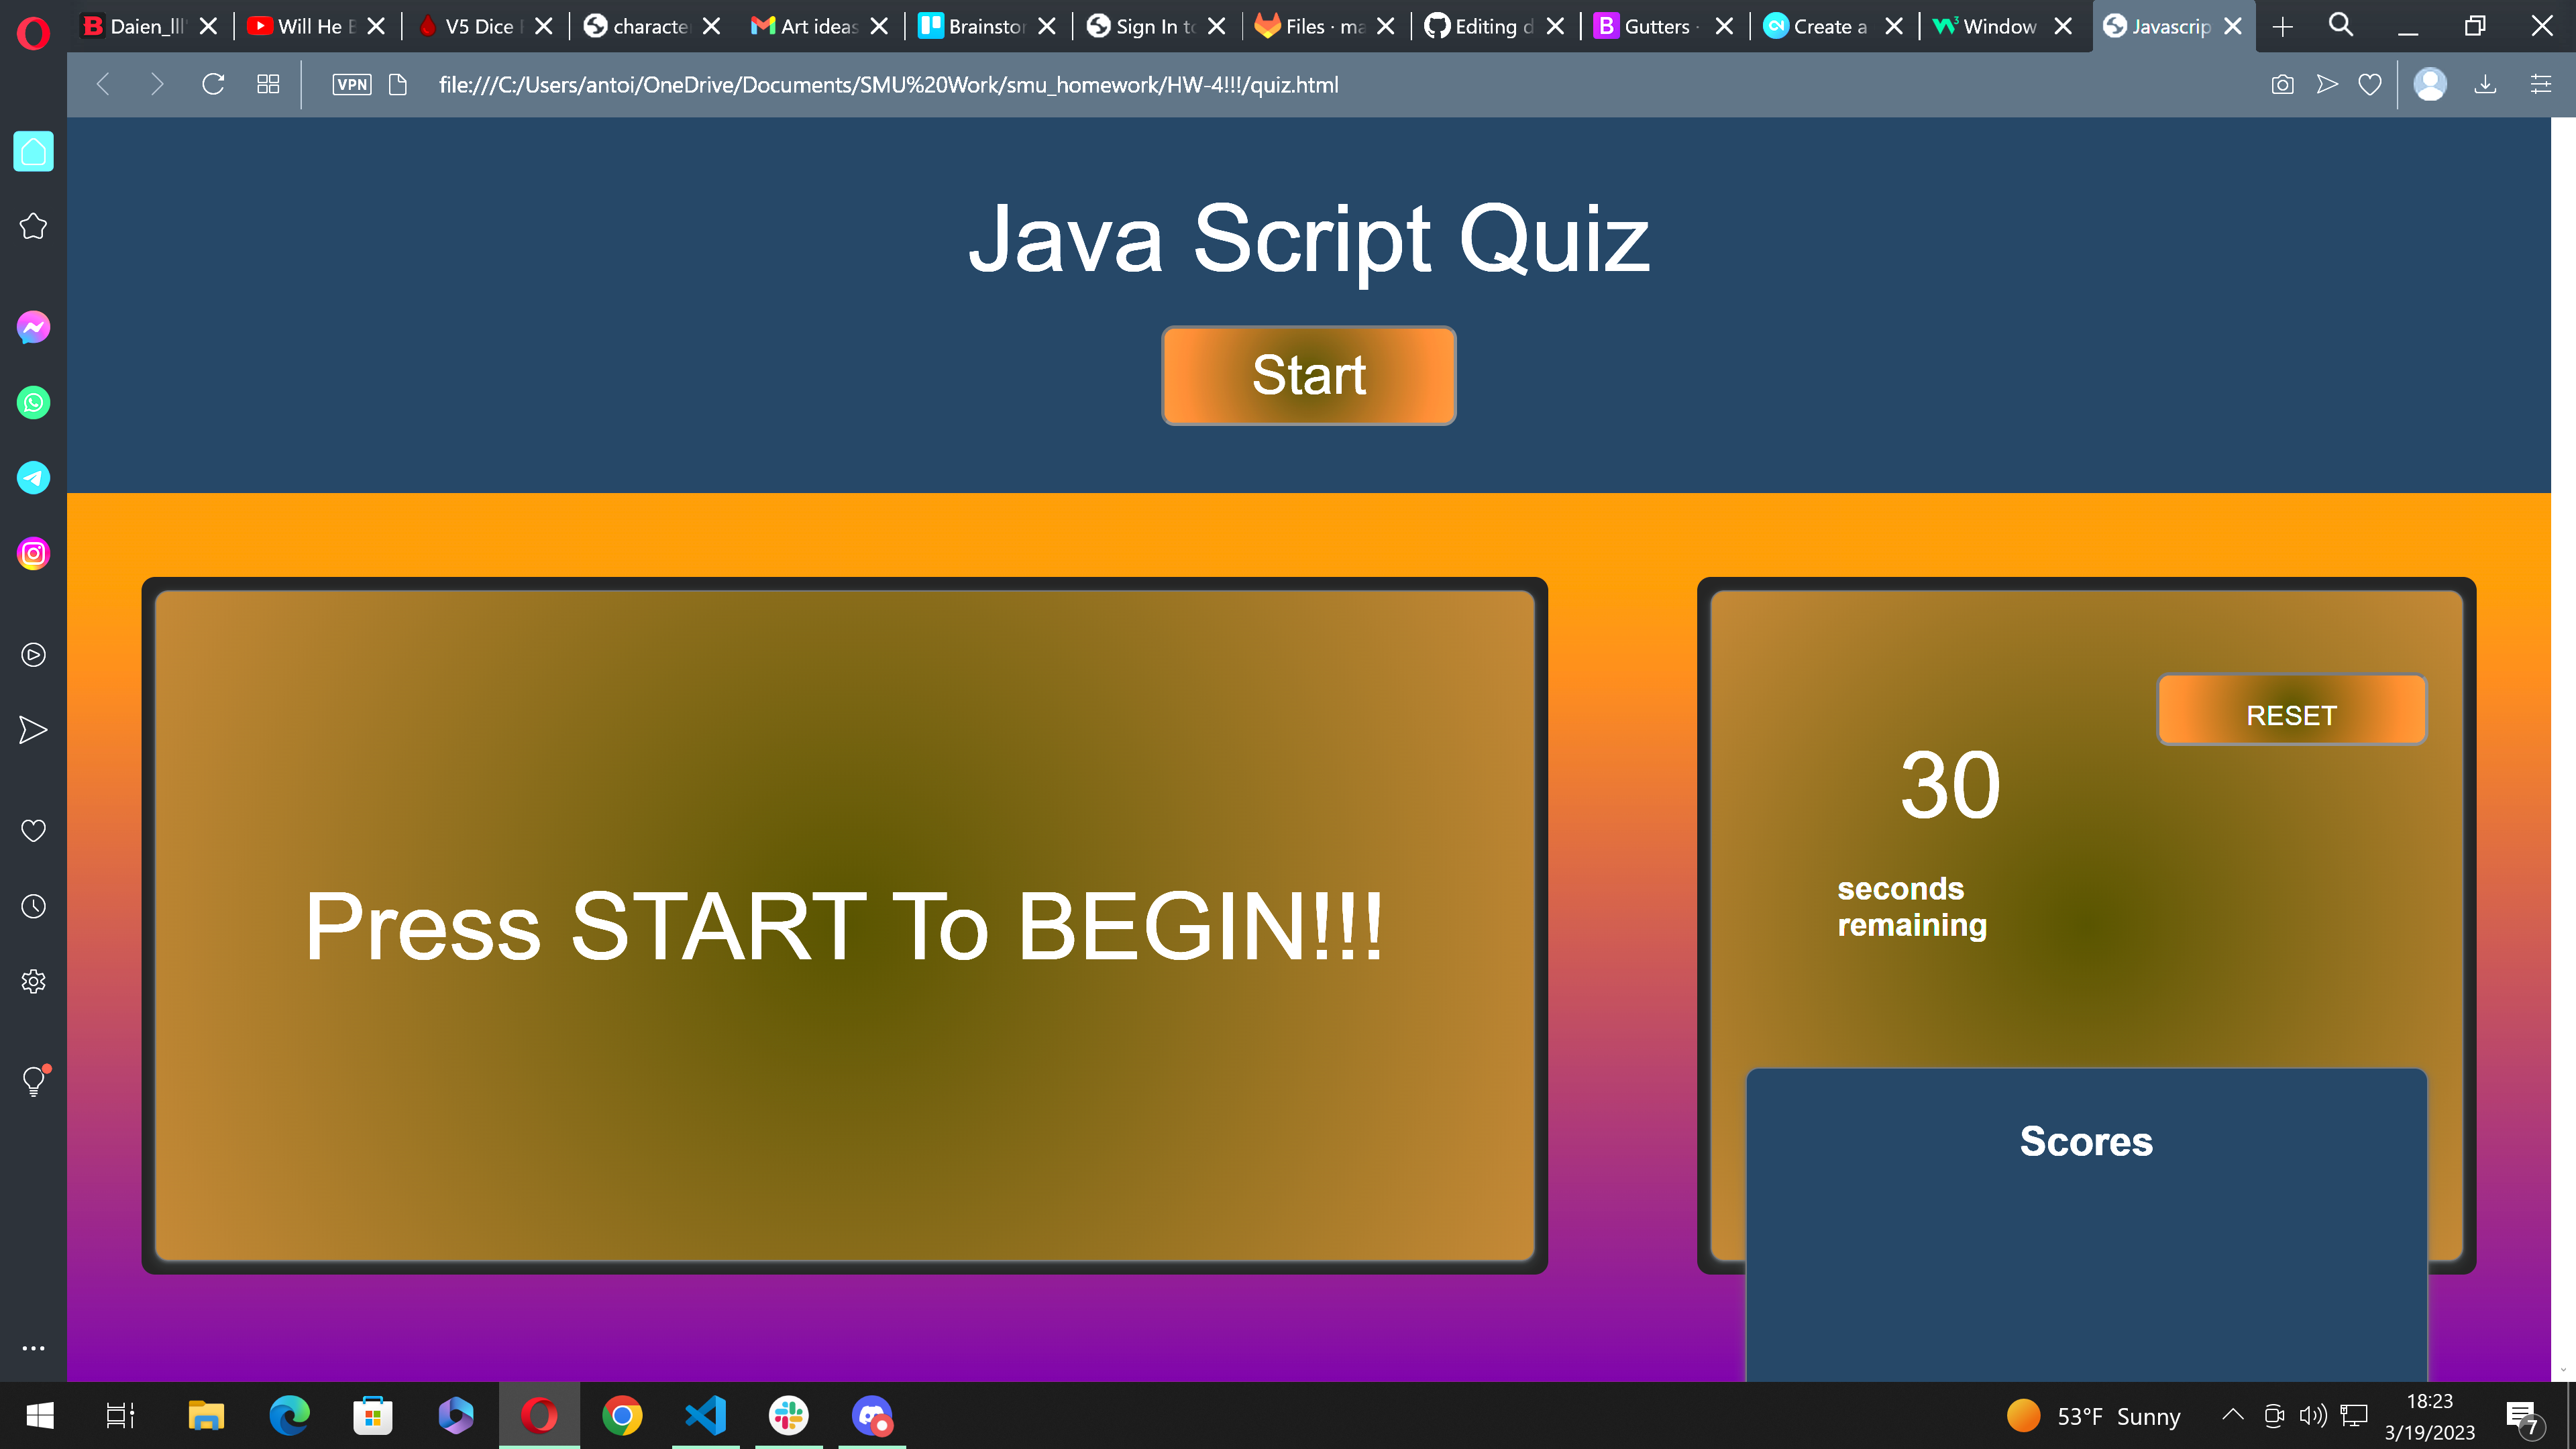 Daien_lll'
Will He B
V5 Dice
characte
Art ideas
Brainstor
Sign In to
Files · ma
Editing d
Gutters ·
Create a
Window
Javascrip
VPN
file:///C:/Users/antoi/OneDrive/Documents/SMU%20Work/smu_homework/HW-4!!!/quiz.html
Java Script Quiz
Start
Press START To BEGIN!!!
RESET
30
seconds
remaining
Scores
53°F Sunny
18:23
3/19/2023
7